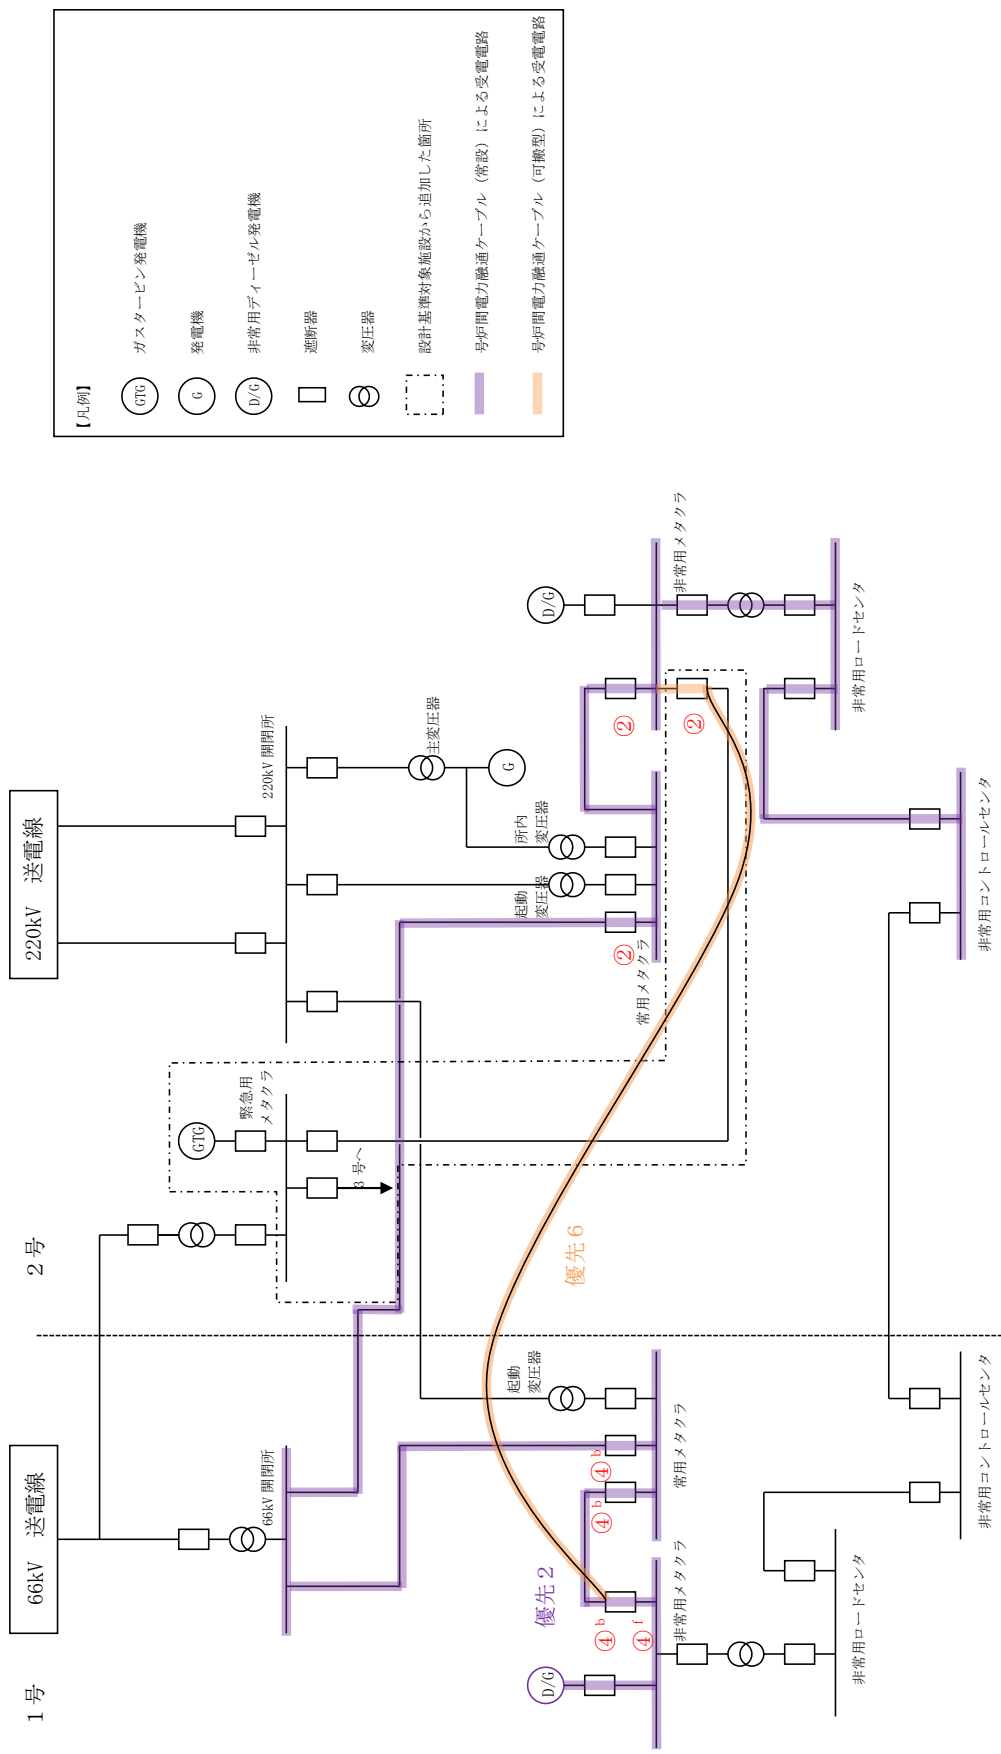 【凡例】
GTG ガスタービン発電機
G 発電機
D/G 非常用ディーゼル発電機
遮断器
変圧器
設計基準対象施設から追加した箇所
号炉間電力融通ケーブル（常設）による受電電路
号炉間電力融通ケーブル（可搬型）による受電電路
1号
2号
66kV 送電線
220kV 送電線
66kV 開閉所
220kV 開閉所
GTG
緊急用
メタクラ
3号へ
主変圧器
G
所内
変圧器
起動
変圧器
起動
変圧器
D/G
D/G
優先2
優先6
④b
④f
④b
④b
②
②
②
常用メタクラ
常用メタクラ
非常用メタクラ
非常用メタクラ
非常用ロードセンタ
非常用ロードセンタ
非常用コントロールセンタ
非常用コントロールセンタ